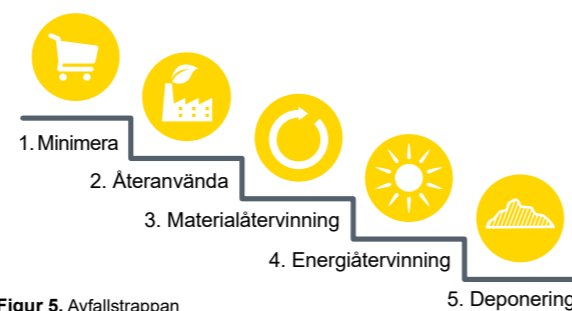 1. Minimera
2. Återanvända
3. Materialåtervinning
4. Energiåtervinning
5. Deponering
Figur 5. Avfallstrappan